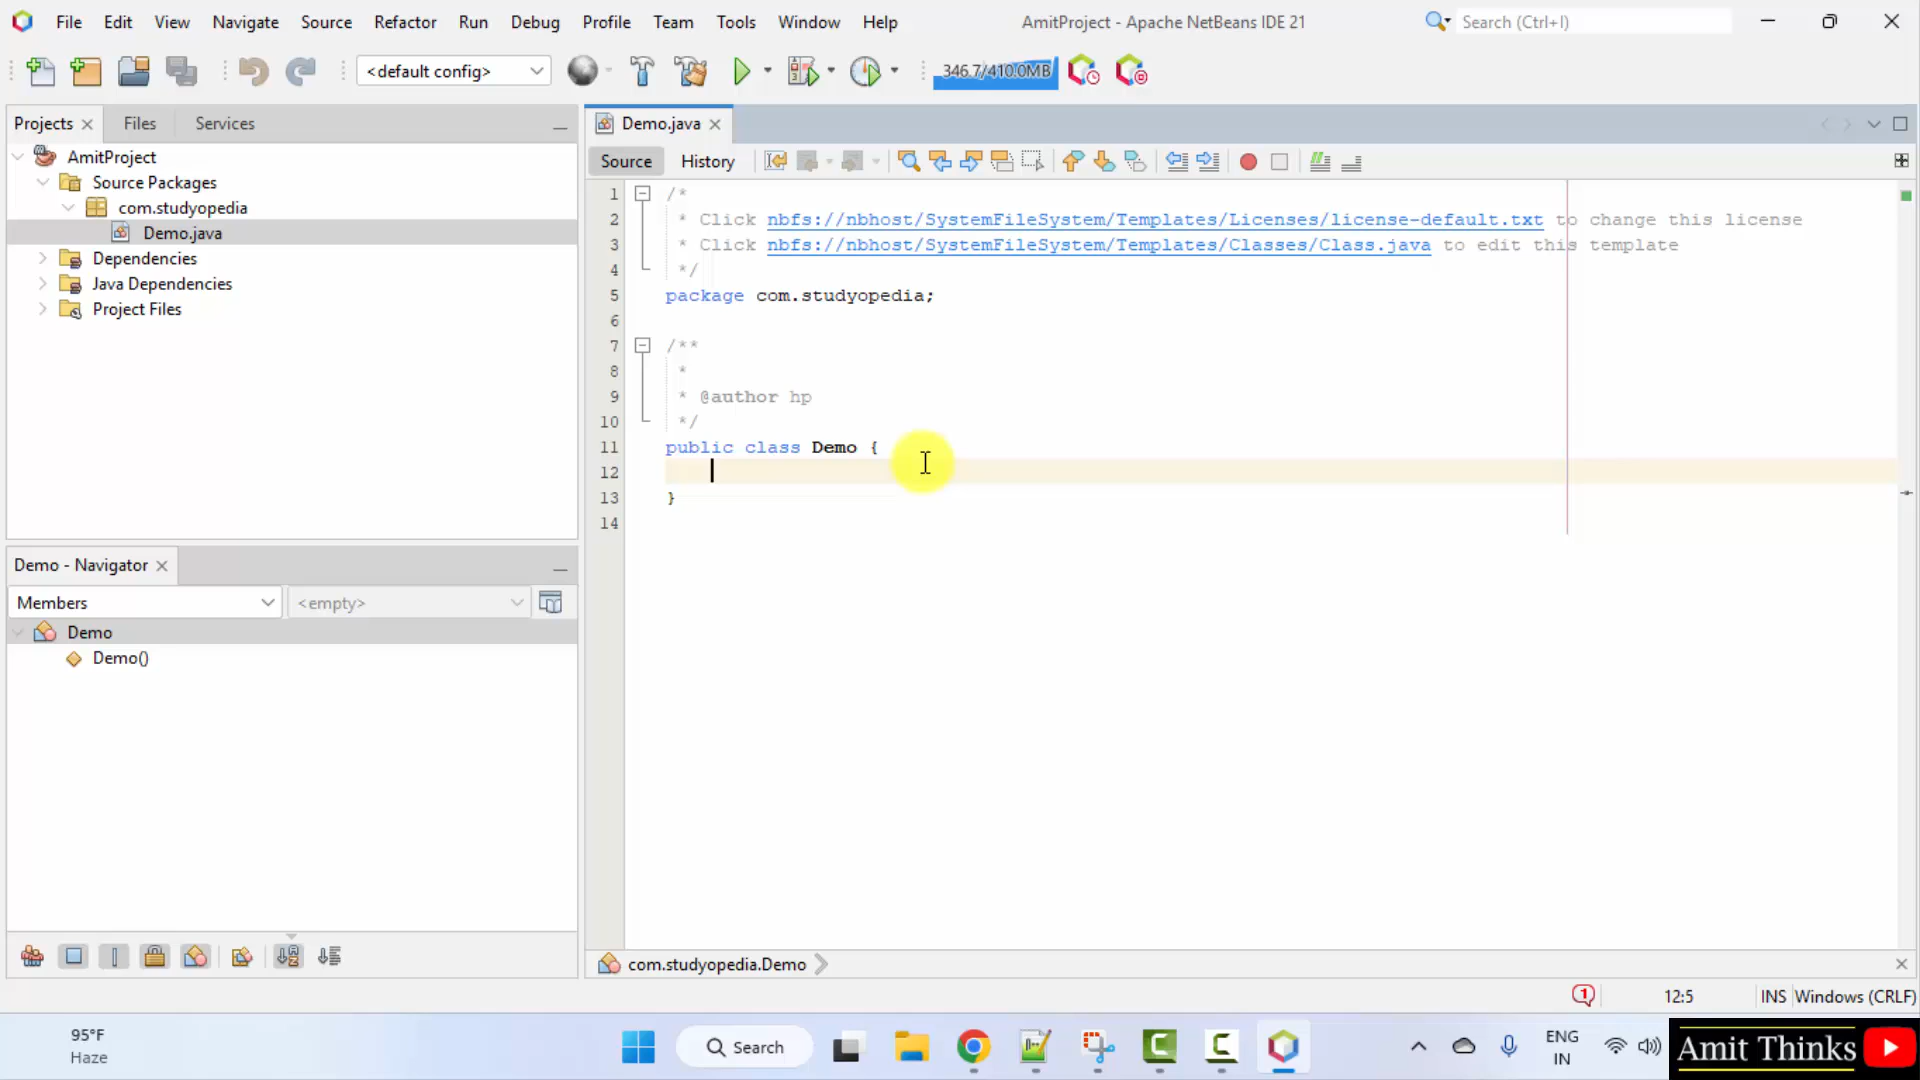 File Edit View Navigate Source Refactor Run Debug Profile Team Tools Window Help AmitProject - Apache NetBeans IDE 21 Search (Ctrl+I)
<default config> 346.7/410.0MB
Projects Files Services
AmitProject
Source Packages
com.studyopedia
Demo.java
Dependencies
Java Dependencies
Project Files
Demo - Navigator
Members <empty>
Demo
Demo()
Demo.java
Source History
1 /*
2 * Click nbfs://nbhost/SystemFileSystem/Templates/Licenses/license-default.txt to change this license
3 * Click nbfs://nbhost/SystemFileSystem/Templates/Classes/Class.java to edit this template
4 */
5 package com.studyopedia;
6
7 /**
8 *
9 * @author hp
10 */
11 public class Demo {
12
13 }
14
com.studyopedia.Demo
1 12:5 INS Windows (CRLF)
95°F
Haze
Search
ENG
IN
Amit Thinks